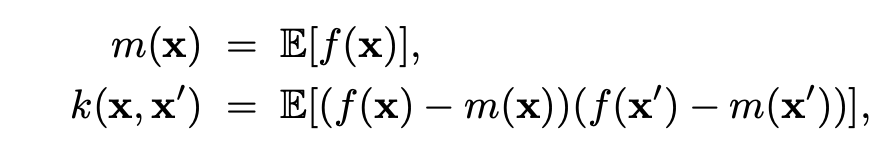 m(𝐱) = 𝔼[f(𝐱)],
k(𝐱, 𝐱′) = 𝔼[(f(𝐱) − m(𝐱))(f(𝐱′) − m(𝐱′))],